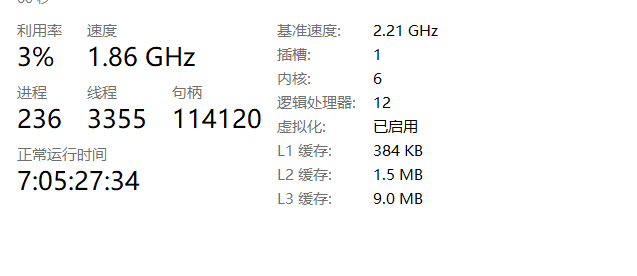 利用率 速度
3% 1.86 GHz
进程 线程 句柄
236 3355 114120
正常运行时间
7:05:27:34
基准速度: 2.21 GHz
插槽: 1
内核: 6
逻辑处理器: 12
虚拟化: 已启用
L1 缓存: 384 KB
L2 缓存: 1.5 MB
L3 缓存: 9.0 MB